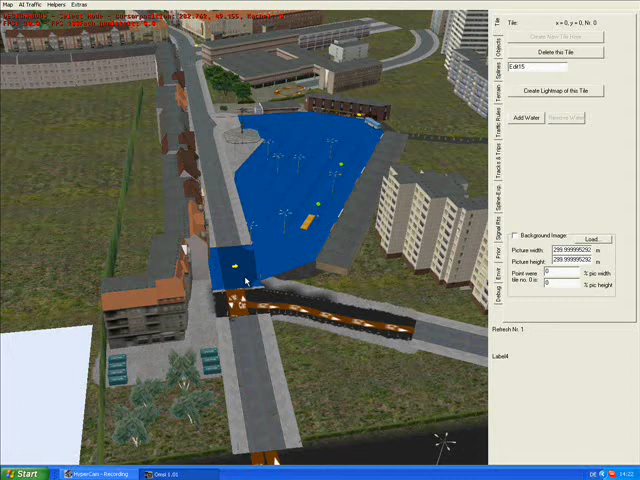 Map AI Traffic Helpers Extras
Tile
Objects
Splines
Terrain
Traffic Rules
Tracks & Trips
Spline-Exp.
Signal Rts
Prior
Envir.
Debug
Tile: x = 0, y = 0, Nr. 0
Create New Tile Here
Delete this Tile
Edit15
Create Lightmap of this Tile
Add Water Remove Water
Background Image: Load...
Picture width: 299.999995292 m
Picture height: 299.999995292 m
Point were tile no. 0 is:
0 % pic width
0 % pic height
Refresh Nr. 1
Label4
Start HyperCam - Recording Omsi 1.01 DE 14:22